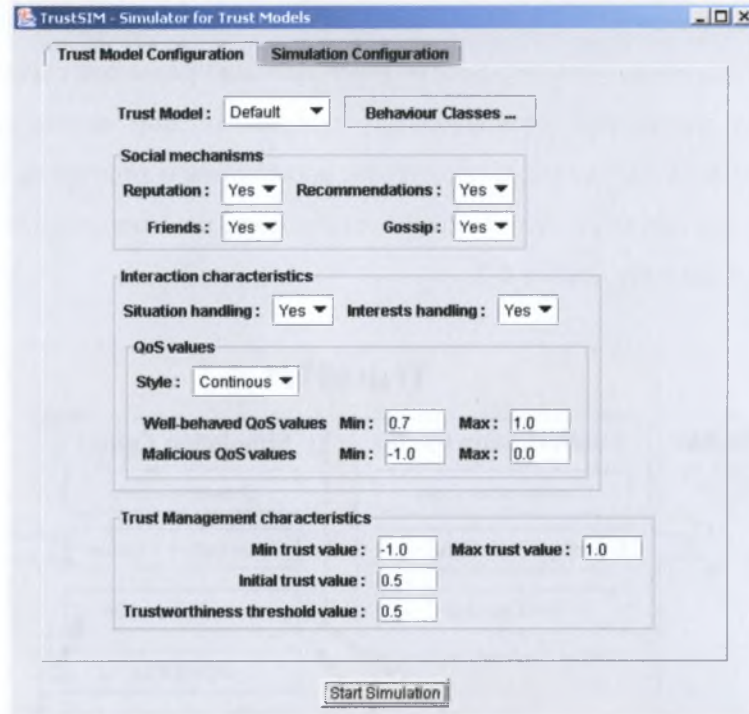 TrustSIM - Simulator for Trust Models
Trust Model Configuration Simulation Configuration
Trust Model : Default Behaviour Classes ...
Social mechanisms
Reputation : Yes Recommendations : Yes
Friends : Yes Gossip : Yes
Interaction characteristics
Situation handling : Yes Interests handling : Yes
QoS values
Style : Continous
Well-behaved QoS values Min : 0.7 Max : 1.0
Malicious QoS values Min : -1.0 Max : 0.0
Trust Management characteristics
Min trust value : -1.0 Max trust value : 1.0
Initial trust value : 0.5
Trustworthiness threshold value : 0.5
Start Simulation